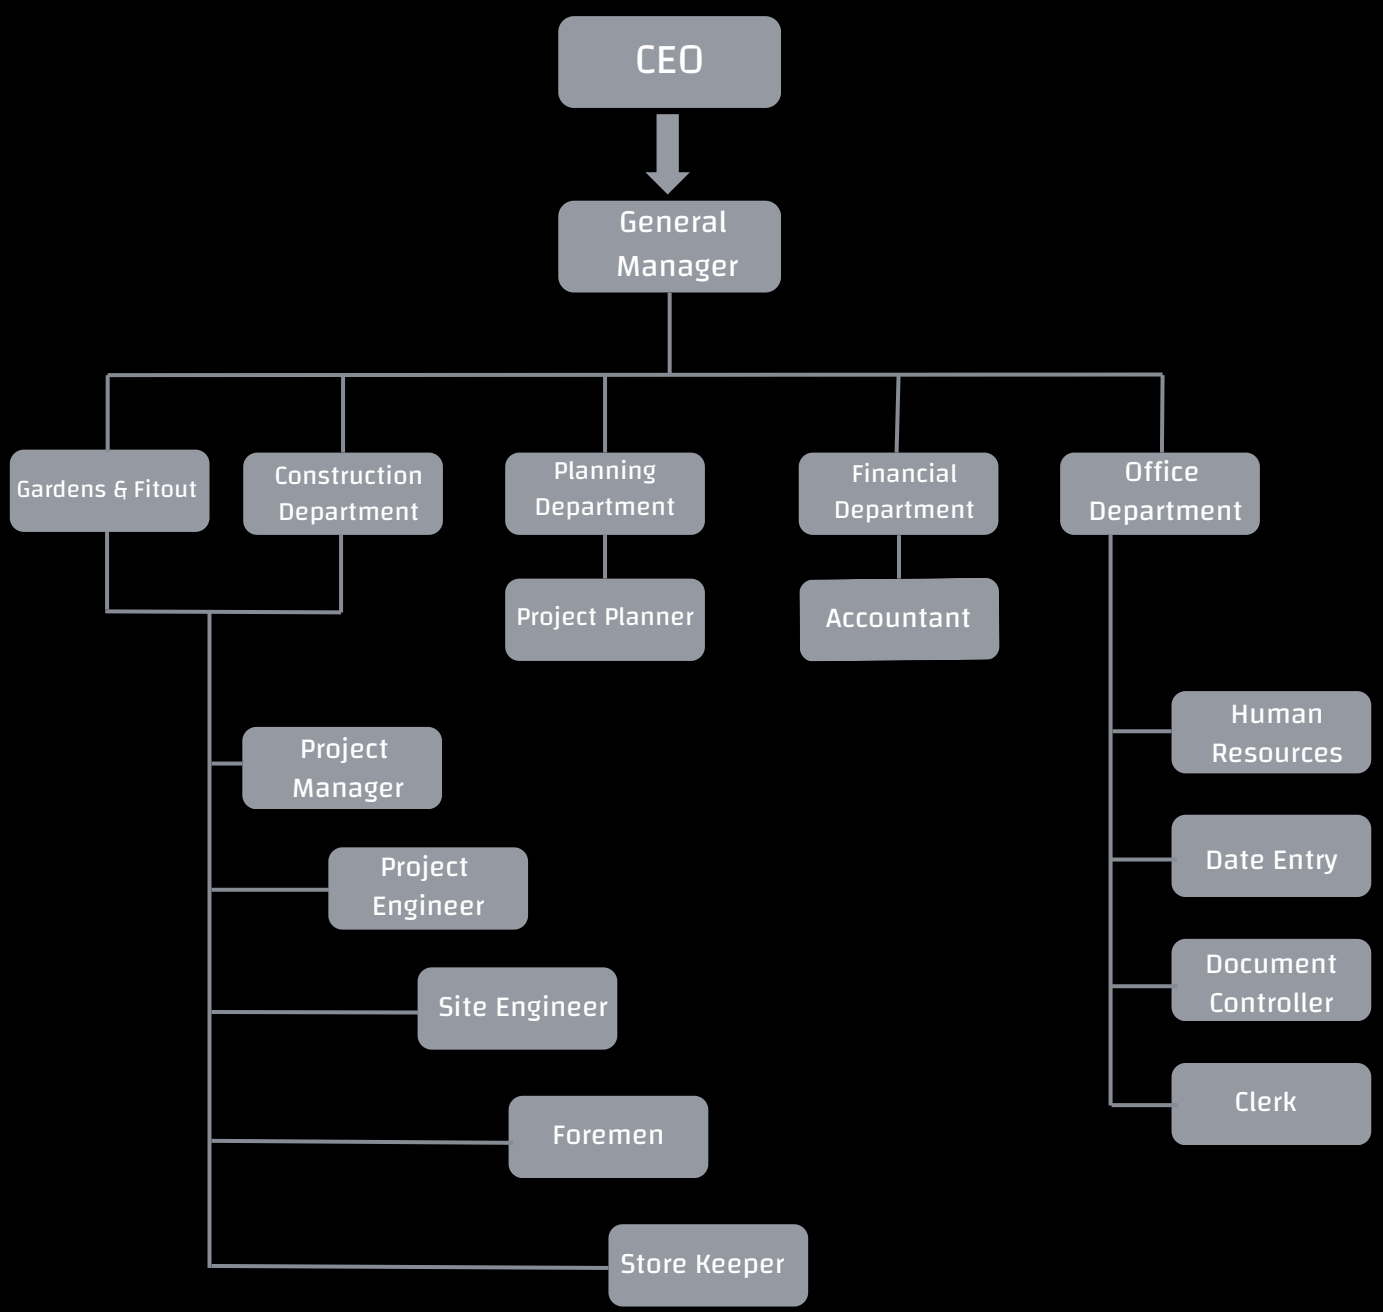 CEO
General
Manager
Gardens & Fitout
Construction
Department
Planning
Department
Financial
Department
Office
Department
Project Planner
Accountant
Project
Manager
Project
Engineer
Site Engineer
Foremen
Store Keeper
Human
Resources
Date Entry
Document
Controller
Clerk